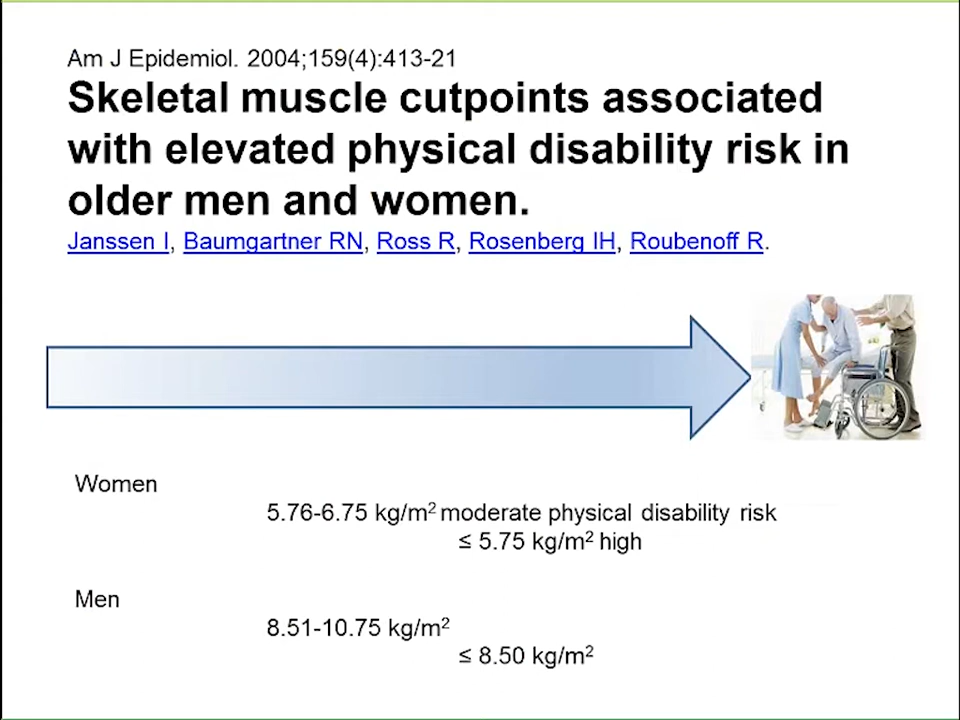 Am J Epidemiol. 2004;159(4):413-21
Skeletal muscle cutpoints associated
with elevated physical disability risk in
older men and women.
Janssen I, Baumgartner RN, Ross R, Rosenberg IH, Roubenoff R.
Women
5.76-6.75 kg/m² moderate physical disability risk
≤ 5.75 kg/m² high
Men
8.51-10.75 kg/m²
≤ 8.50 kg/m²